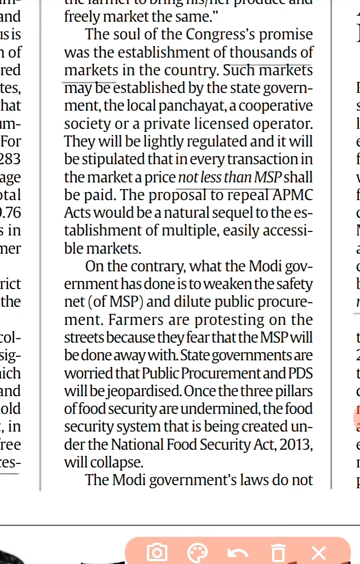 the farmer to bring his/her produce and
freely market the same."
The soul of the Congress's promise
was the establishment of thousands of
markets in the country. Such markets
may be established by the state govern-
ment, the local panchayat, a cooperative
society or a private licensed operator.
They will be lightly regulated and it will
be stipulated that in every transaction in
the market a price not less than MSP shall
be paid. The proposal to repeal APMC
Acts would be a natural sequel to the es-
tablishment of multiple, easily accessi-
ble markets.
On the contrary, what the Modi gov-
ernment has done is to weaken the safety
net (of MSP) and dilute public procure-
ment. Farmers are protesting on the
streets because they fear that the MSP will
be done away with. State governments are
worried that Public Procurement and PDS
will be jeopardised. Once the three pillars
of food security are undermined, the food
security system that is being created un-
der the National Food Security Act, 2013,
will collapse.
The Modi government's laws do not